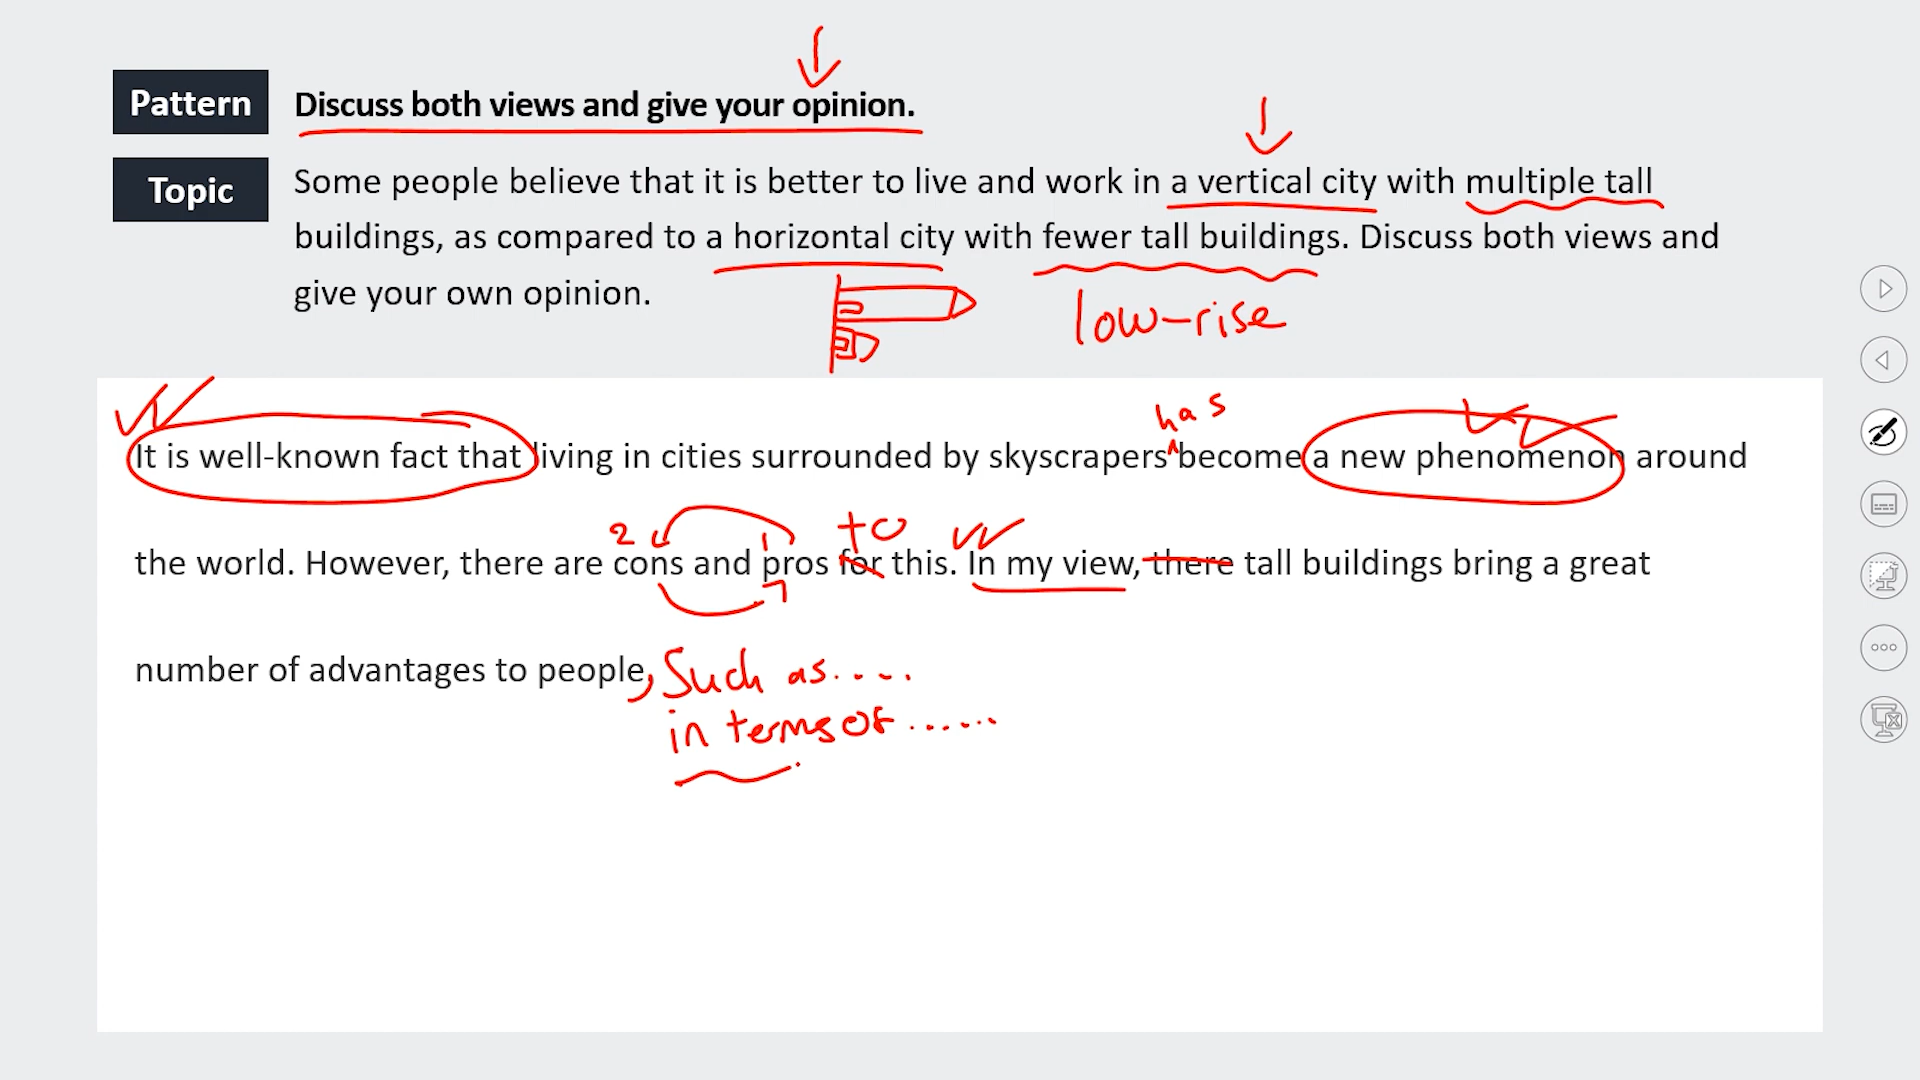 Pattern Discuss both views and give your opinion.
Topic Some people believe that it is better to live and work in a vertical city with multiple tall
buildings, as compared to a horizontal city with fewer tall buildings. Discuss both views and
give your own opinion.
low-rise
has
It is well-known fact that living in cities surrounded by skyscrapers become a new phenomenon around
2 1 to
the world. However, there are cons and pros for this. In my view, there tall buildings bring a great
number of advantages to people, Such as....
in terms of ......